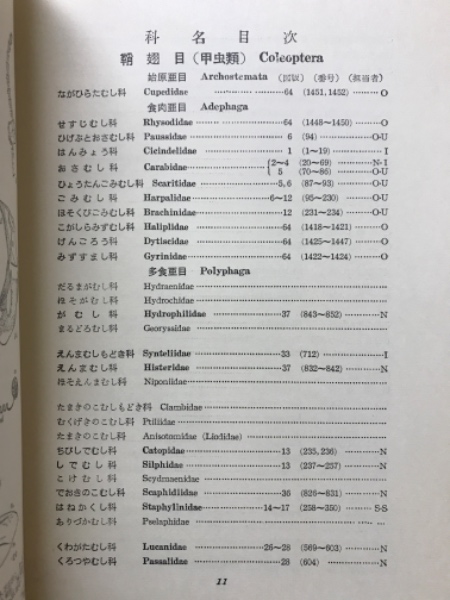 科名目次
鞘翅目(甲虫類) Coleoptera
始原亜目 Archostemata (図版) (番号) (担当者)
ながひらたむし科 Cupedidae 64 (1451,1452) O
食肉亜目 Adephaga
せすじむし科 Rhysodidae 64 (1448~1450) O
ひげぶとおさむし科 Paussidae 6 (94) O-U
はんみょう科 Cicindelidae 1 (1~19) I
おさむし科 Carabidae 2~4 (20~69) N-I
5 (70~86) O-U
ひょうたんごみむし科 Scaritidae 5,6 (87~93) O-U
ごみむし科 Harpalidae 6~12 (95~230) O-U
ほそくびごみむし科 Brachinidae 12 (231~234) O-U
こがしらみずむし科 Haliplidae 64 (1418~1421) O
げんごろう科 Dytiscidae 64 (1425~1447) O
みずすまし科 Gyrinidae 64 (1422~1424) O
多食亜目 Polyphaga
だるまがむし科 Hydraenidae
ほそがむし科 Hydrochidae
がむし科 Hydrophilidae 37 (843~852) N
まるどろむし科 Georyssidae
えんまむしもどき科 Synteliidae 33 (712) I
えんまむし科 Histeridae 37 (832~842) N
ほそえんまむし科 Niponiidae
たまきのこむしもどき科 Clambidae
むくげきのこむし科 Ptiliidae
たまきのこむし科 Anisotomidae (Liodidae)
ちびしでむし科 Catopidae 13 (235,236) N
しでむし科 Silphidae 13 (237~257) N
こけむし科 Scydmaenidae
でおきのこむし科 Scaphidiidae 36 (826~831) N
はねかくし科 Staphylinidae 14~17 (258~350) S-S
ありづかむし科 Pselaphidae
くわがたむし科 Lucanidae 26~28 (569~603) N
くろつやむし科 Passalidae 28 (604) N
11